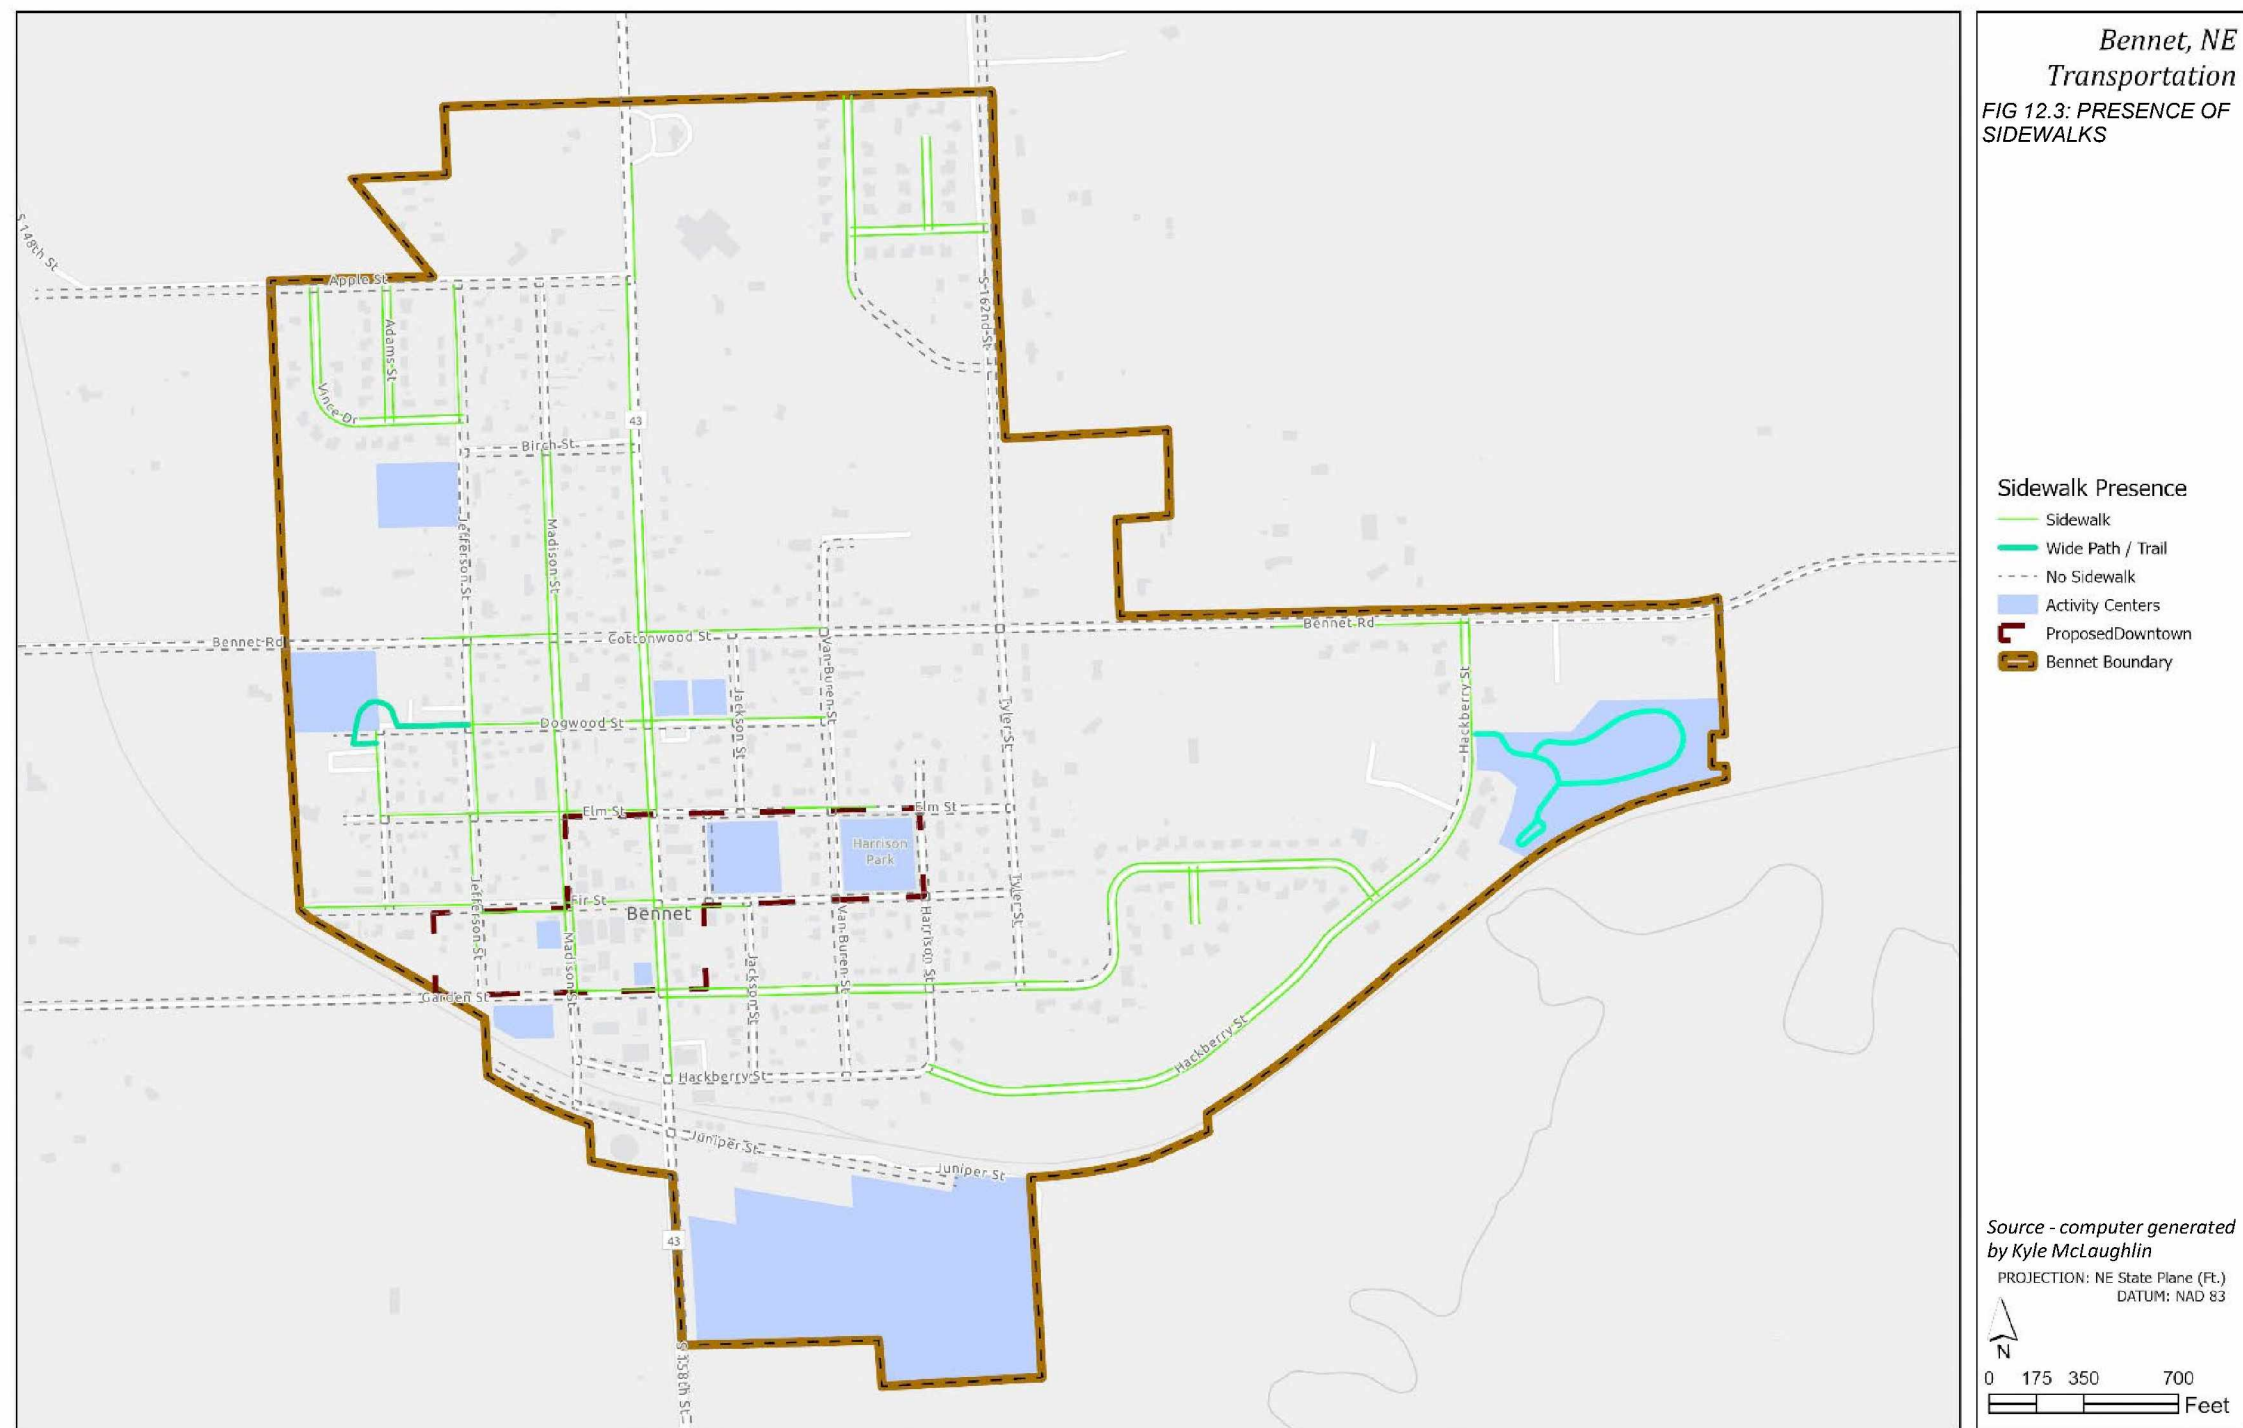 Bennet, NE
Transportation
FIG 12.3: PRESENCE OF
SIDEWALKS
Sidewalk Presence
Sidewalk
Wide Path / Trail
No Sidewalk
Activity Centers
ProposedDowntown
Bennet Boundary
Source - computer generated
by Kyle McLaughlin
PROJECTION: NE State Plane (Ft.)
DATUM: NAD 83
N
0 175 350 700
Feet
S 148th St
Apple St
Adams St
Vince Dr
S 162nd St
43
Birch St
Jefferson St
Madison St
Bennet Rd
Cottonwood St
Bennet Rd
Van Buren St
Hackberry St
Jackson St
Tyler St
Dogwood St
Elm St
Elm St
Harrison
Park
Fir St
Bennet
Jefferson St
Madison St
Jackson St
Van Buren St
Harrison St
Tyler St
Garden St
Hackberry St
Hackberry St
Juniper St
Juniper St
43
S 158th St